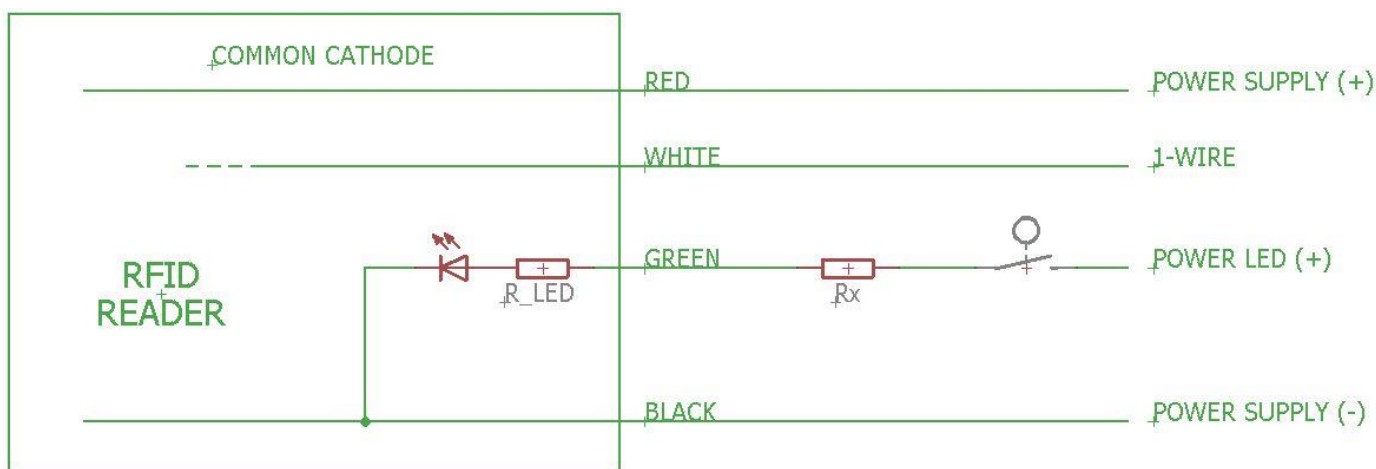 COMMON CATHODE
RED
POWER SUPPLY (+)
WHITE
1-WIRE
GREEN
POWER LED (+)
RFID
READER
R_LED
Rx
BLACK
POWER SUPPLY (-)